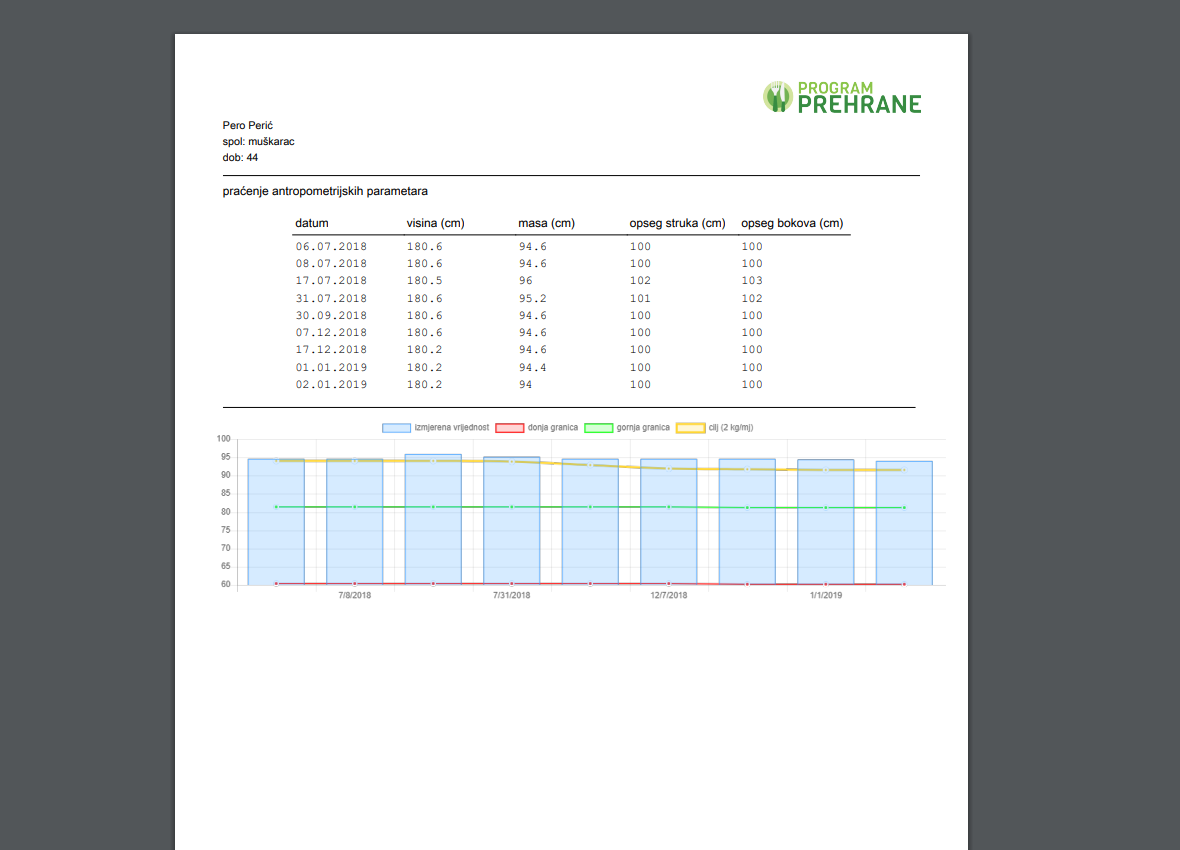 PROGRAM
PREHRANE
Pero Perić
spol: muškarac
dob: 44
praćenje antropometrijskih parametara
datum visina (cm) masa (cm) opseg struka (cm) opseg bokova (cm)
06.07.2018 180.6 94.6 100 100
08.07.2018 180.6 94.6 100 100
17.07.2018 180.5 96 102 103
31.07.2018 180.6 95.2 101 102
30.09.2018 180.6 94.6 100 100
07.12.2018 180.6 94.6 100 100
17.12.2018 180.2 94.6 100 100
01.01.2019 180.2 94.4 100 100
02.01.2019 180.2 94 100 100
izmjerena vrijednost donja granica gornja granica cilj (2 kg/mj)
100
95
90
85
80
75
70
65
60
7/8/2018 7/31/2018 12/7/2018 1/1/2019